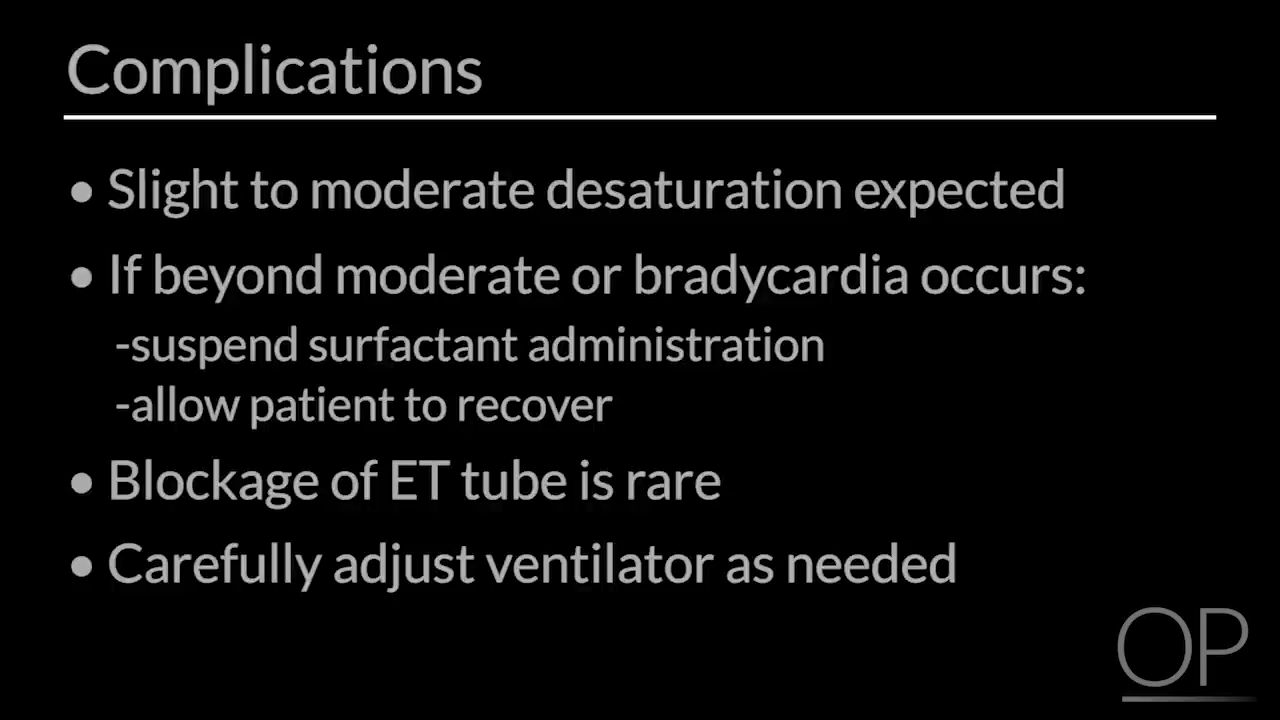 Complications
• Slight to moderate desaturation expected
• If beyond moderate or bradycardia occurs:
-suspend surfactant administration
-allow patient to recover
• Blockage of ET tube is rare
• Carefully adjust ventilator as needed
OP